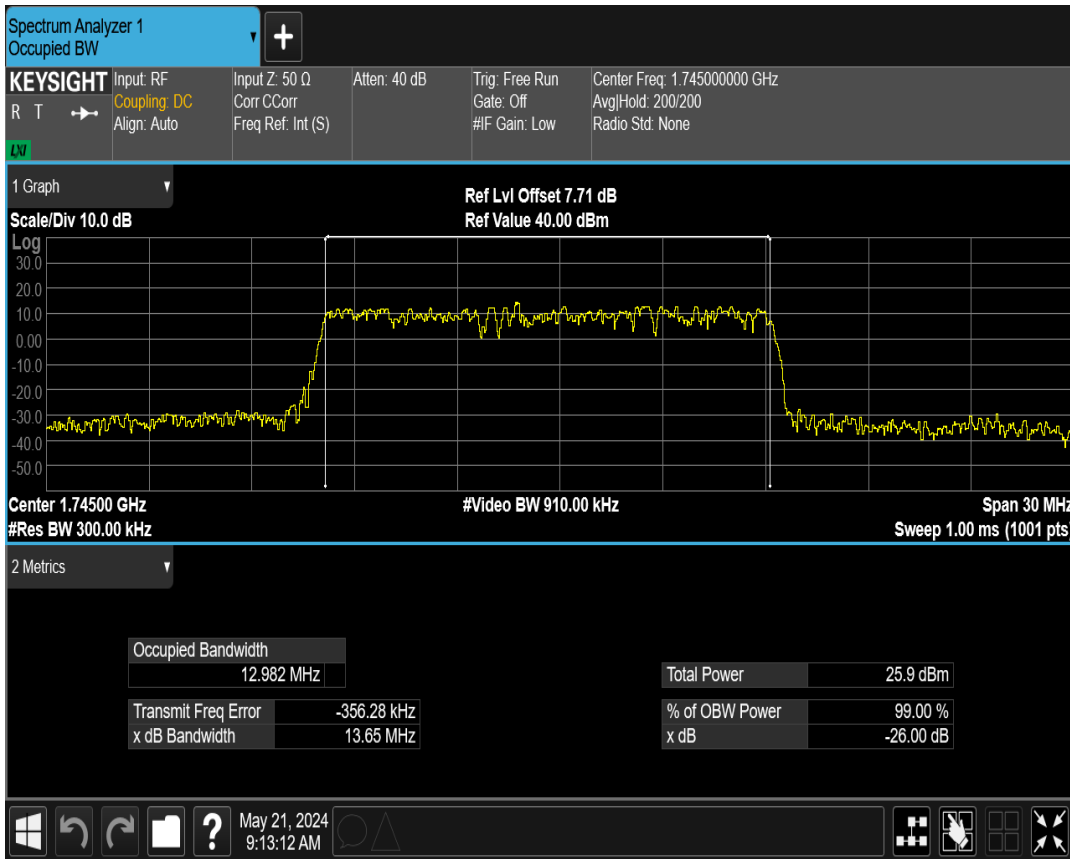 Spectrum Analyzer 1
Occupied BW
+
KEYSIGHT
R T
LXI
Input: RF
Coupling: DC
Align: Auto
Input Z: 50 Ω
Corr CCorr
Freq Ref: Int (S)
Atten: 40 dB
Trig: Free Run
Gate: Off
#IF Gain: Low
Center Freq: 1.745000000 GHz
Avg|Hold: 200/200
Radio Std: None
1 Graph
Scale/Div 10.0 dB
Ref Lvl Offset 7.71 dB
Ref Value 40.00 dBm
Log
30.0
20.0
10.0
0.00
-10.0
-20.0
-30.0
-40.0
-50.0
Center 1.74500 GHz
#Video BW 910.00 kHz
Span 30 MHz
#Res BW 300.00 kHz
Sweep 1.00 ms (1001 pts)
2 Metrics
Occupied Bandwidth
12.982 MHz
Total Power 25.9 dBm
Transmit Freq Error -356.28 kHz
% of OBW Power 99.00 %
x dB Bandwidth 13.65 MHz
x dB -26.00 dB
?
May 21, 2024
9:13:12 AM